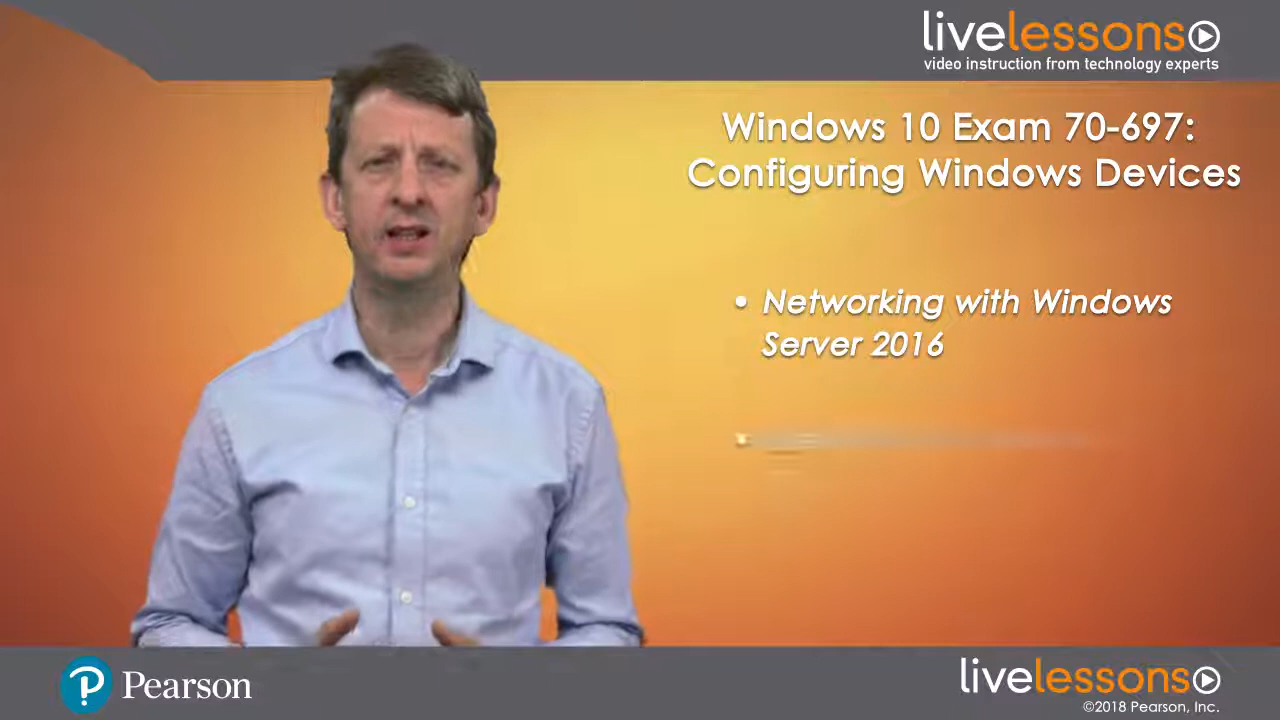 livelessons
video instruction from technology experts
Windows 10 Exam 70-697:
Configuring Windows Devices
• Networking with Windows
Server 2016
Pearson
livelessons
©2018 Pearson, Inc.